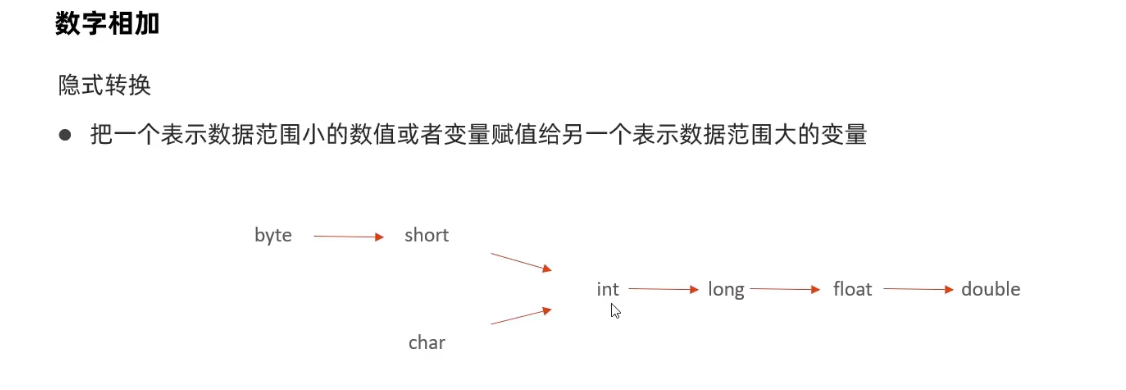 数字相加
隐式转换
● 把一个表示数据范围小的数值或者变量赋值给另一个表示数据范围大的变量
byte short
int long float double
char